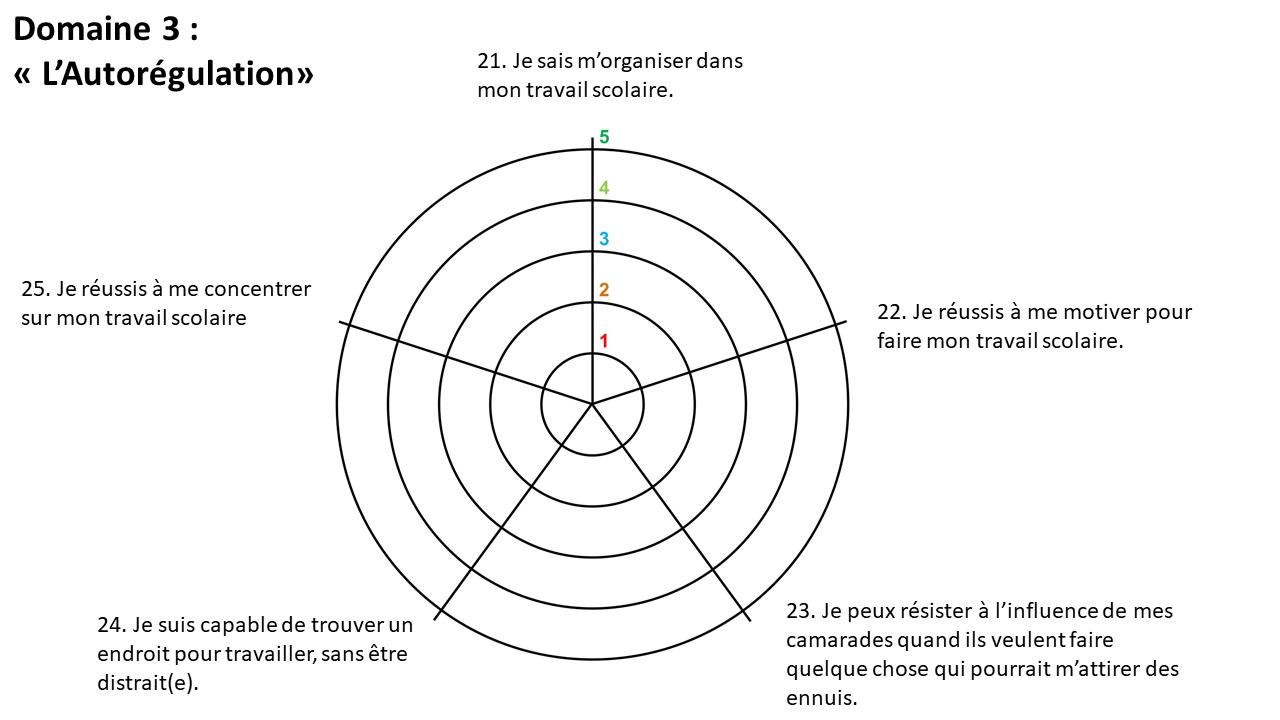 Domaine 3 :
« L’Autorégulation»
21. Je sais m’organiser dans
mon travail scolaire.
5
4
3
2
1
25. Je réussis à me concentrer
sur mon travail scolaire
22. Je réussis à me motiver pour
faire mon travail scolaire.
24. Je suis capable de trouver un
endroit pour travailler, sans être
distrait(e).
23. Je peux résister à l’influence de mes
camarades quand ils veulent faire
quelque chose qui pourrait m’attirer des
ennuis.